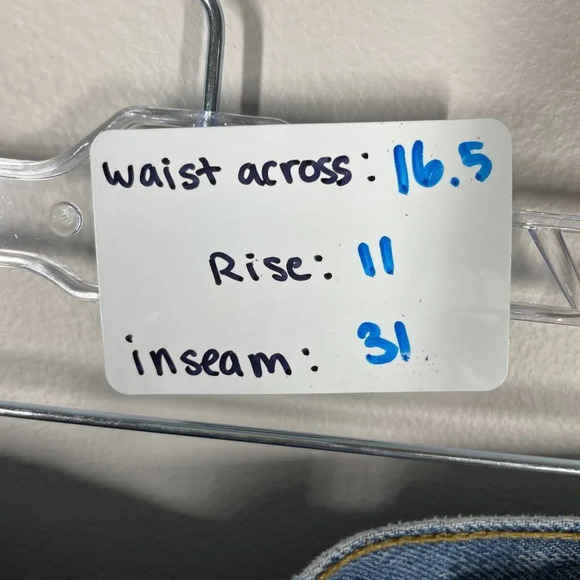 waist across: 16.5
Rise: 11
inseam: 31